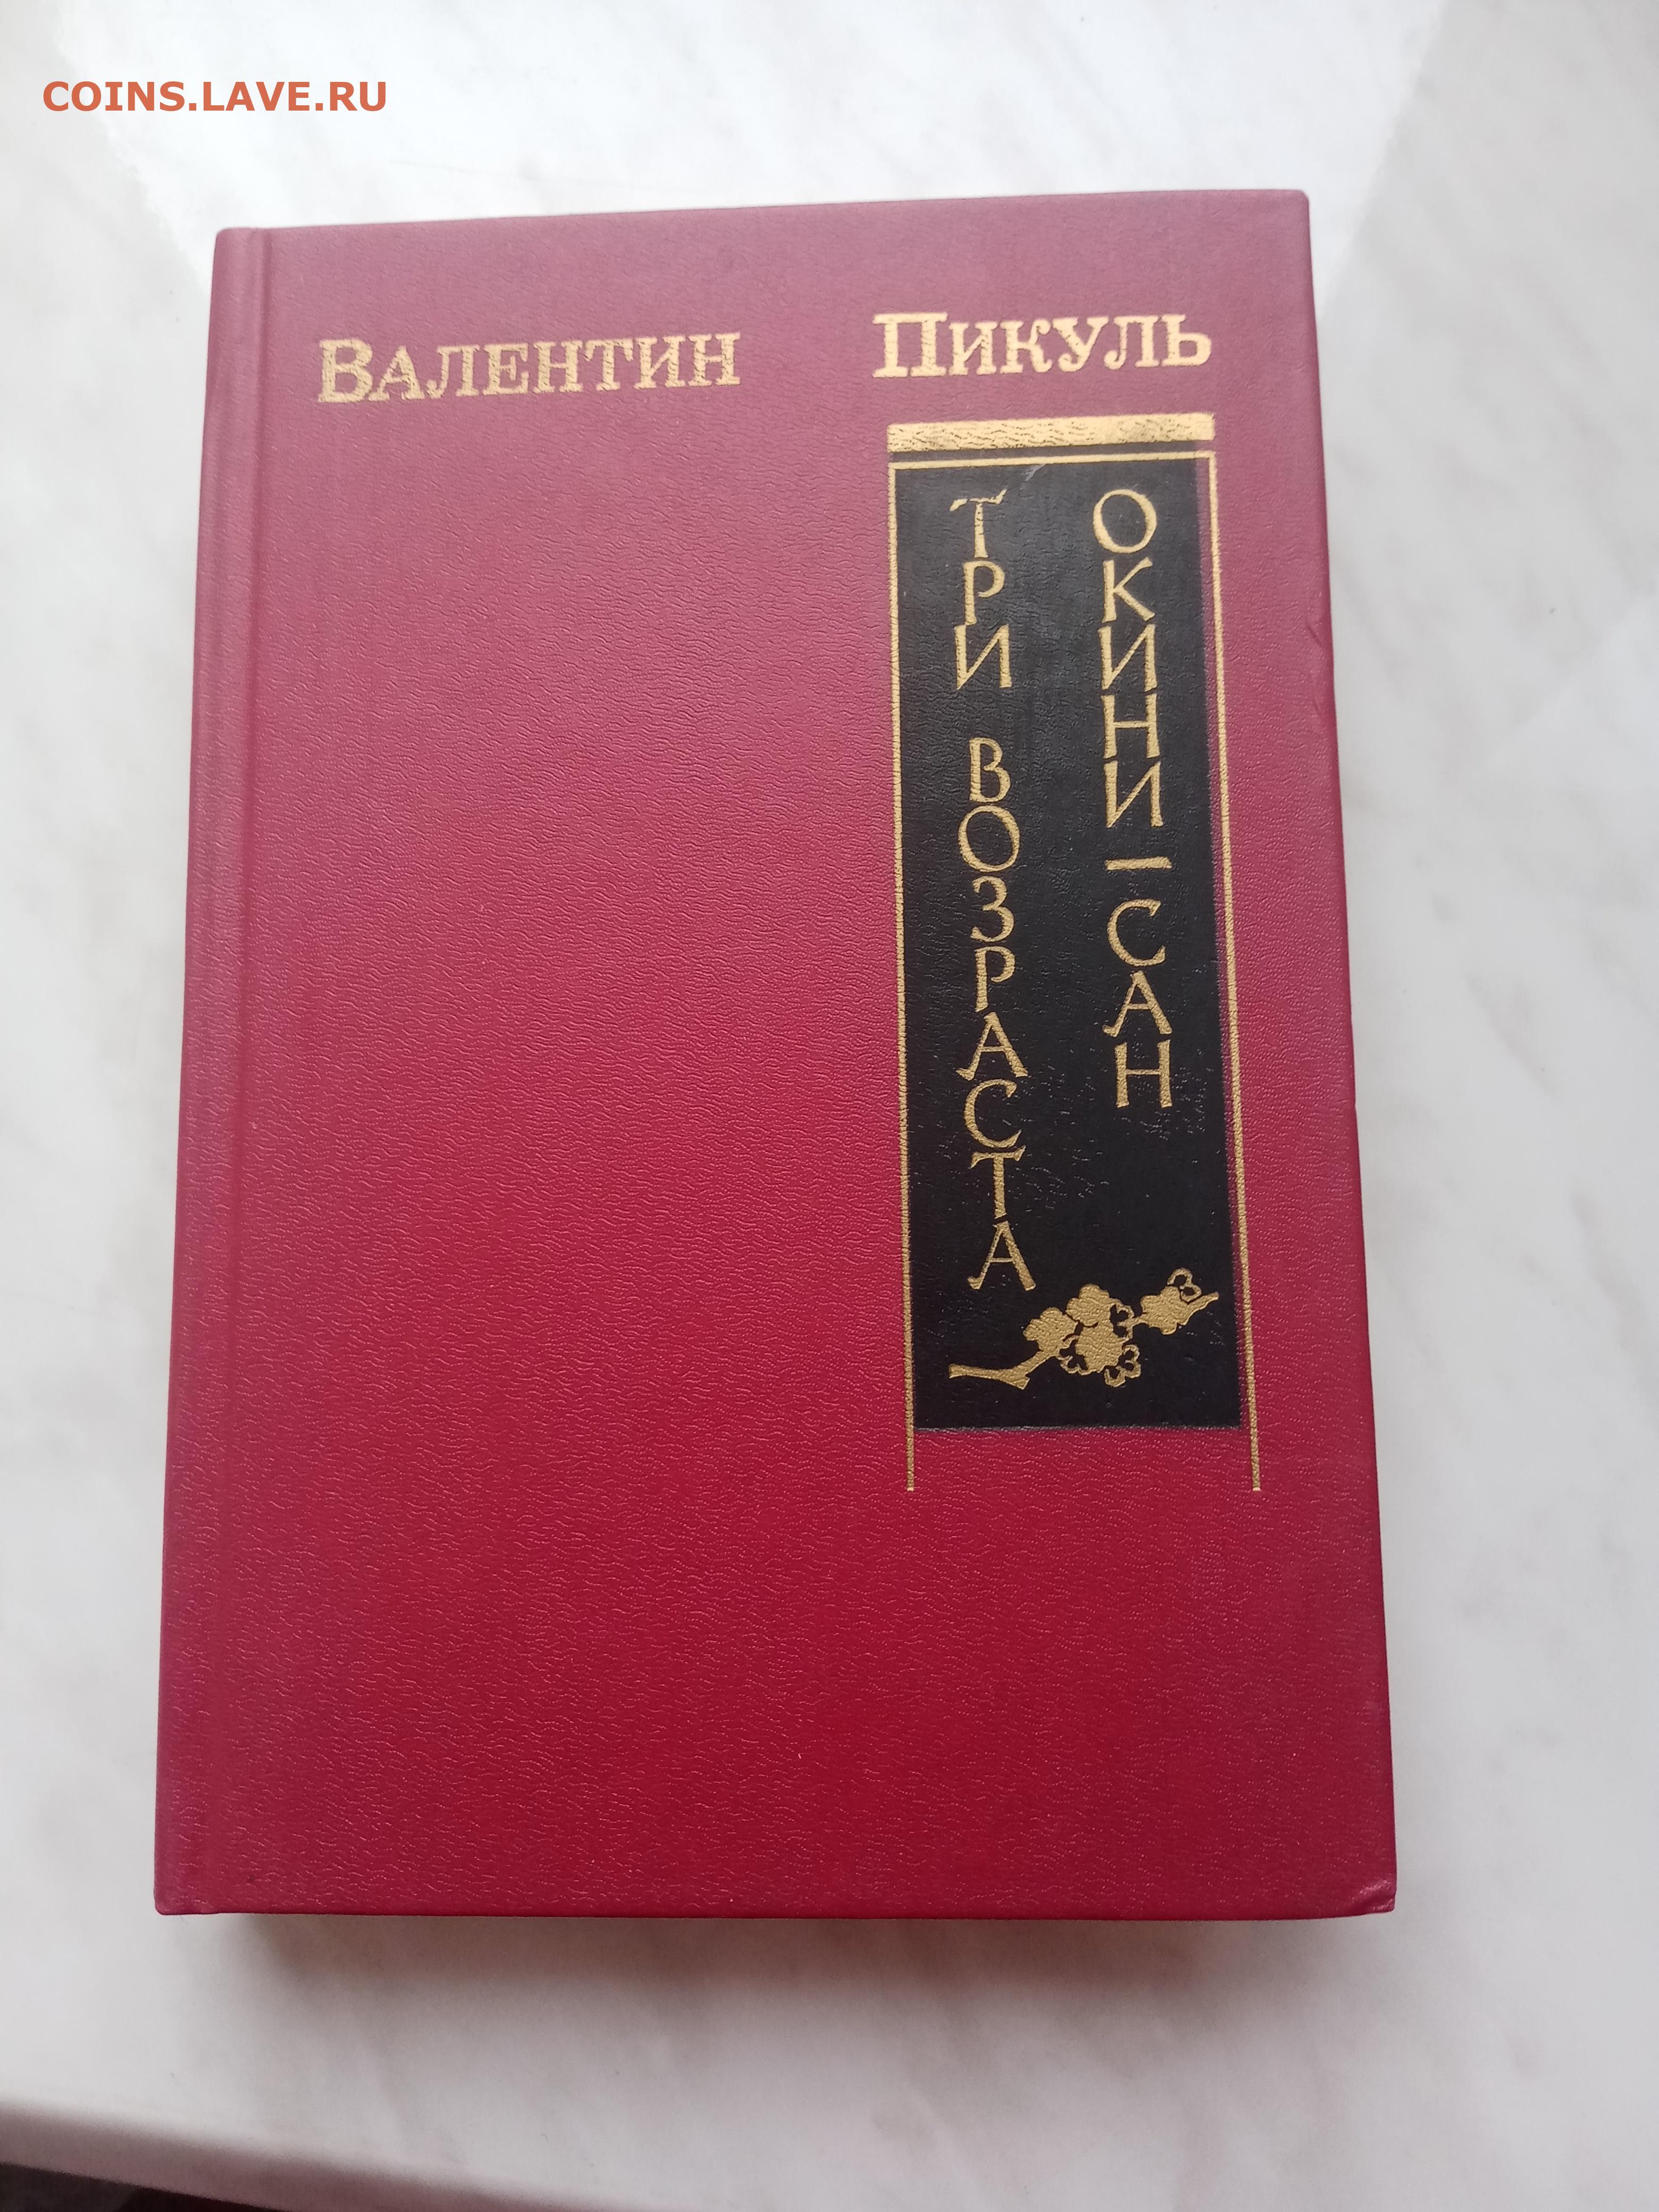 COINS.LAVE.RU
ВАЛЕНТИН ПИКУЛЬ
ТРИ ВОЗРАСТА
ОКИНИ-САН